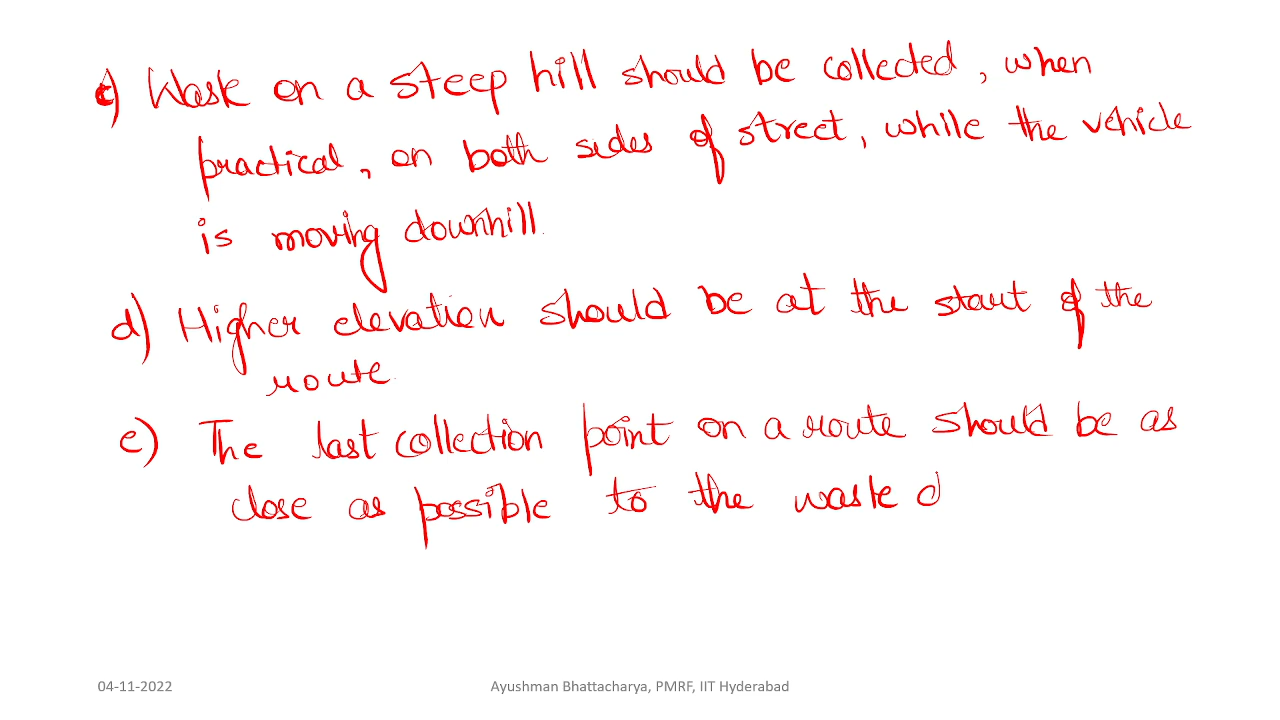 c) Waste on a steep hill should be collected, when
practical, on both sides of street, while the vehicle
is moving downhill.
d) Higher elevation should be at the start of the
route.
e) The last collection point on a route should be as
close as possible to the waste d
04-11-2022 Ayushman Bhattacharya, PMRF, IIT Hyderabad